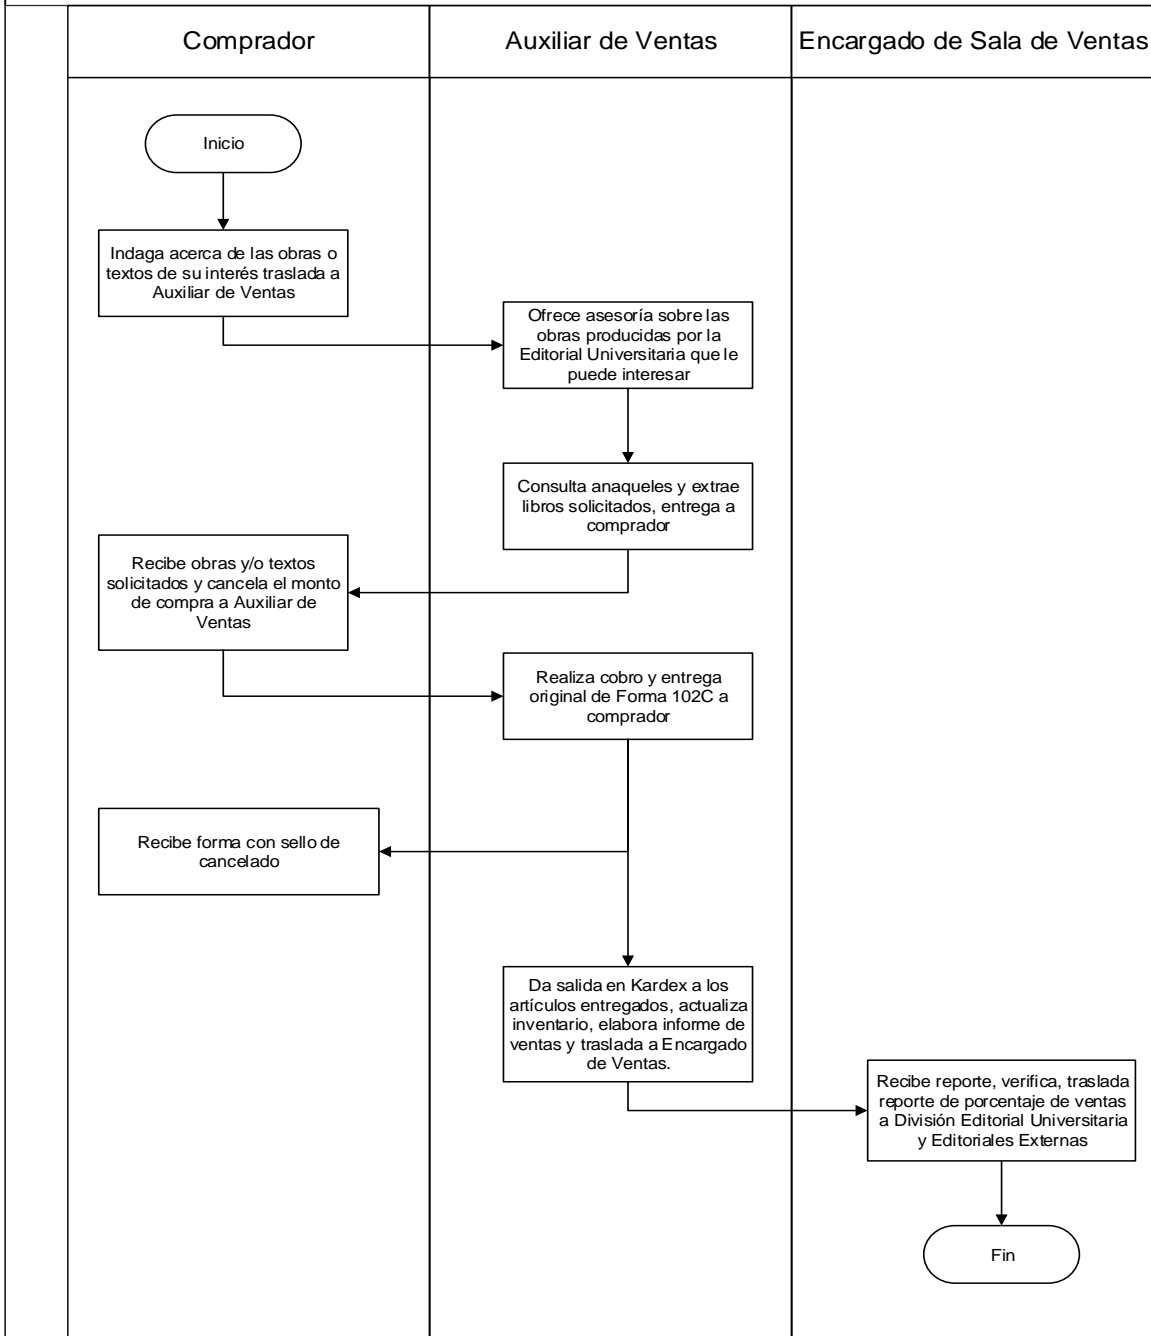 Comprador
Auxiliar de Ventas
Encargado de Sala de Ventas
Inicio
Indaga acerca de las obras o
textos de su interés traslada a
Auxiliar de Ventas
Ofrece asesoría sobre las
obras producidas por la
Editorial Universitaria que le
puede interesar
Consulta anaqueles y extrae
libros solicitados, entrega a
comprador
Recibe obras y/o textos
solicitados y cancela el monto
de compra a Auxiliar de
Ventas
Realiza cobro y entrega
original de Forma 102C a
comprador
Recibe forma con sello de
cancelado
Da salida en Kardex a los
artículos entregados, actualiza
inventario, elabora informe de
ventas y traslada a Encargado
de Ventas.
Recibe reporte, verifica, traslada
reporte de porcentaje de ventas
a División Editorial Universitaria
y Editoriales Externas
Fin